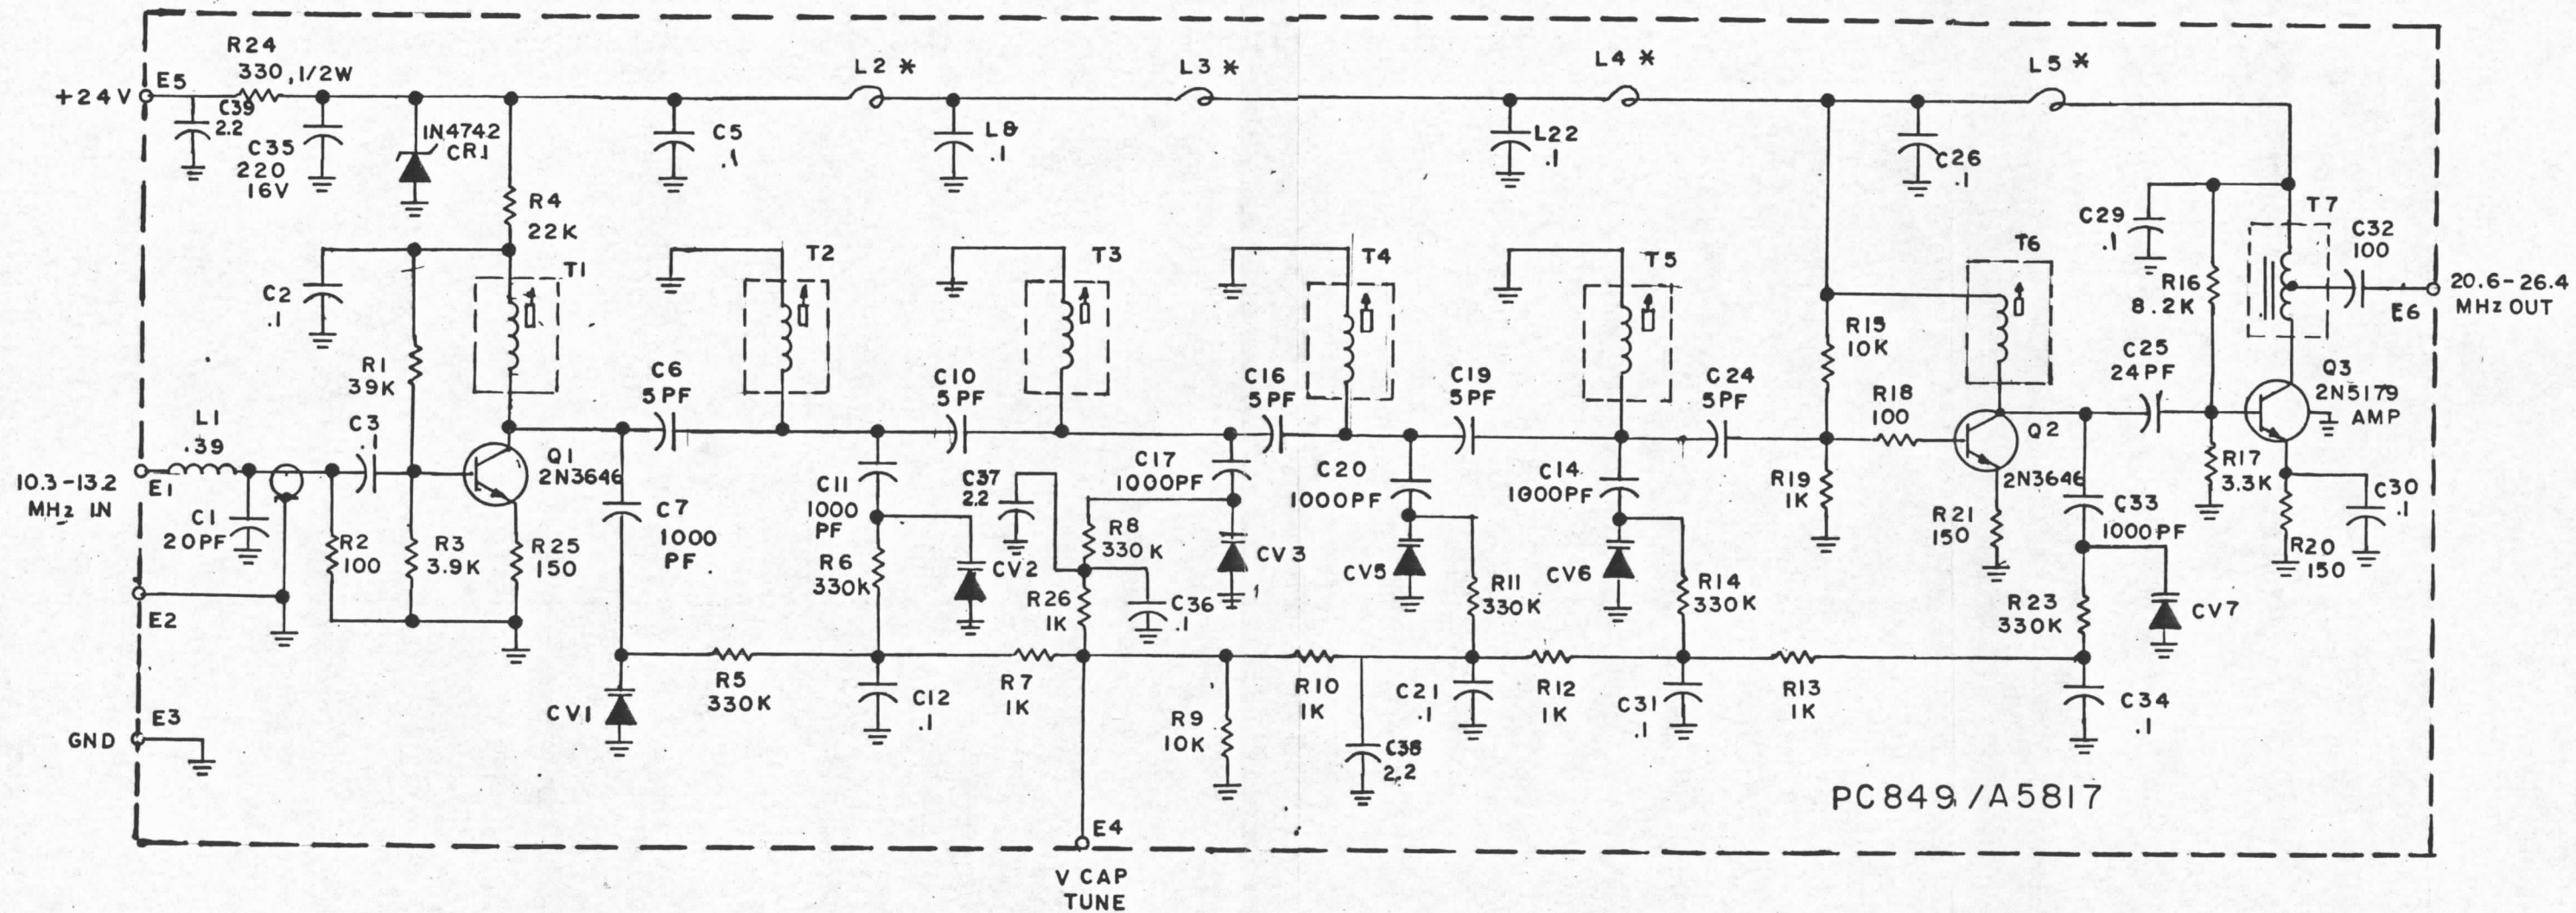 R24
330, 1/2W
E5
+24V
C39
2.2
C35
220
16V
1N4742
CR1
R4
22K
C5
.1
L2 *
L8
.1
L3 *
L22
.1
L4 *
C26
.1
L5 *
C2
.1
R1
39K
T1
T2
T3
T4
T5
T6
T7
C29
.1
R16
8.2K
C32
100
E6
20.6-26.4
MHz OUT
R15
10K
L1
.39
C3
.1
C6
5PF
C10
5PF
C16
5PF
C19
5PF
C24
5PF
R18
100
C25
24PF
Q3
2N5179
AMP
10.3-13.2
MHz IN
E1
C1
20PF
R2
100
R3
3.9K
Q1
2N3646
R25
150
C7
1000
PF
C11
1000
PF
R6
330K
CV2
C37
2.2
R8
330K
R26
1K
C36
.1
C17
1000PF
CV3
C20
1000PF
CV5
R11
330K
C14
1000PF
CV6
R14
330K
R19
1K
Q2
2N3646
R21
150
C33
1000PF
R23
330K
CV7
R17
3.3K
R20
150
C30
.1
E2
E3
GND
CV1
R5
330K
C12
.1
R7
1K
R9
10K
R10
1K
C38
2.2
C21
.1
R12
1K
C31
.1
R13
1K
C34
.1
PC849/A5817
E4
V CAP
TUNE